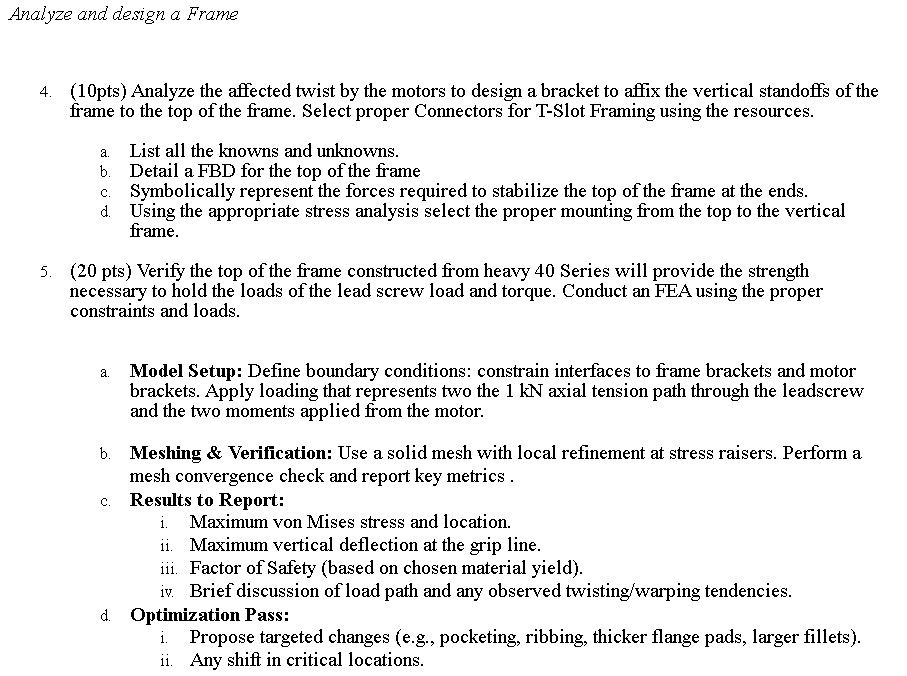 Analyze and design a Frame
4. (10pts) Analyze the affected twist by the motors to design a bracket to affix the vertical standoffs of the
frame to the top of the frame. Select proper Connectors for T-Slot Framing using the resources.
a. List all the knowns and unknowns.
b. Detail a FBD for the top of the frame
c. Symbolically represent the forces required to stabilize the top of the frame at the ends.
d. Using the appropriate stress analysis select the proper mounting from the top to the vertical
frame.
5. (20 pts) Verify the top of the frame constructed from heavy 40 Series will provide the strength
necessary to hold the loads of the lead screw load and torque. Conduct an FEA using the proper
constraints and loads.
a. Model Setup: Define boundary conditions: constrain interfaces to frame brackets and motor
brackets. Apply loading that represents two the 1 kN axial tension path through the leadscrew
and the two moments applied from the motor.
b. Meshing & Verification: Use a solid mesh with local refinement at stress raisers. Perform a
mesh convergence check and report key metrics .
c. Results to Report:
i. Maximum von Mises stress and location.
ii. Maximum vertical deflection at the grip line.
iii. Factor of Safety (based on chosen material yield).
iv. Brief discussion of load path and any observed twisting/warping tendencies.
d. Optimization Pass:
i. Propose targeted changes (e.g., pocketing, ribbing, thicker flange pads, larger fillets).
ii. Any shift in critical locations.